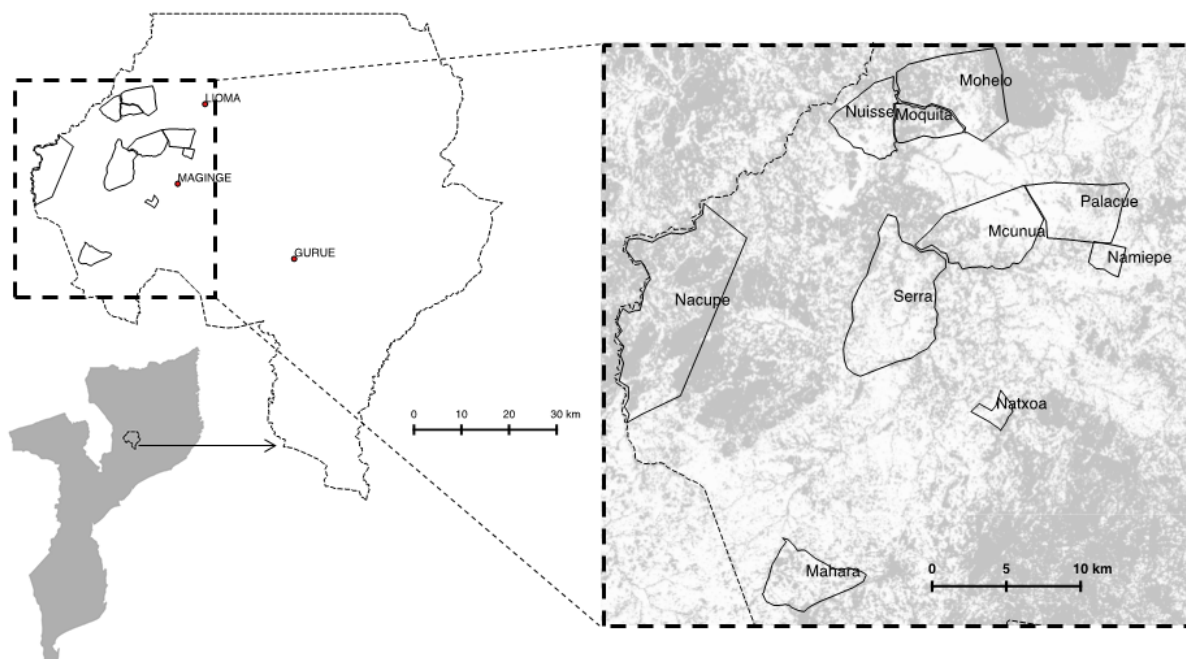 LIOMA
MAGINGE
GURUE
0 10 20 30 km
Mohelo
Nuisse
Moquita
Palacue
Mcunua
Namiepe
Nacupe
Serra
Natxoa
Mahara
0 5 10 km